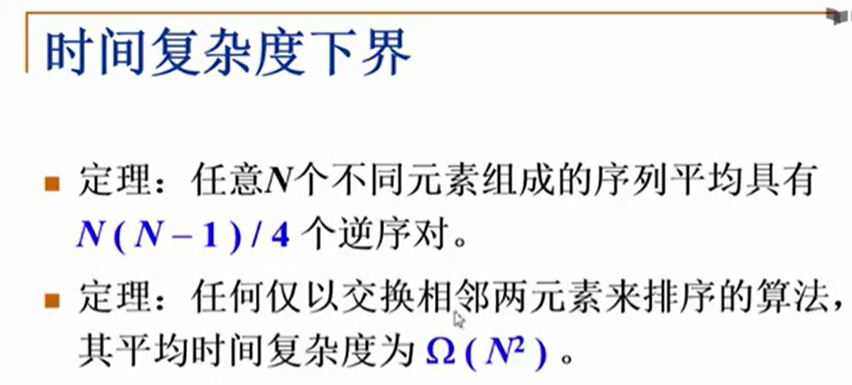 时间复杂度下界
定理：任意N个不同元素组成的序列平均具有
N ( N – 1 ) / 4 个逆序对。
定理：任何仅以交换相邻两元素来排序的算法，
其平均时间复杂度为 Ω ( N² ) 。